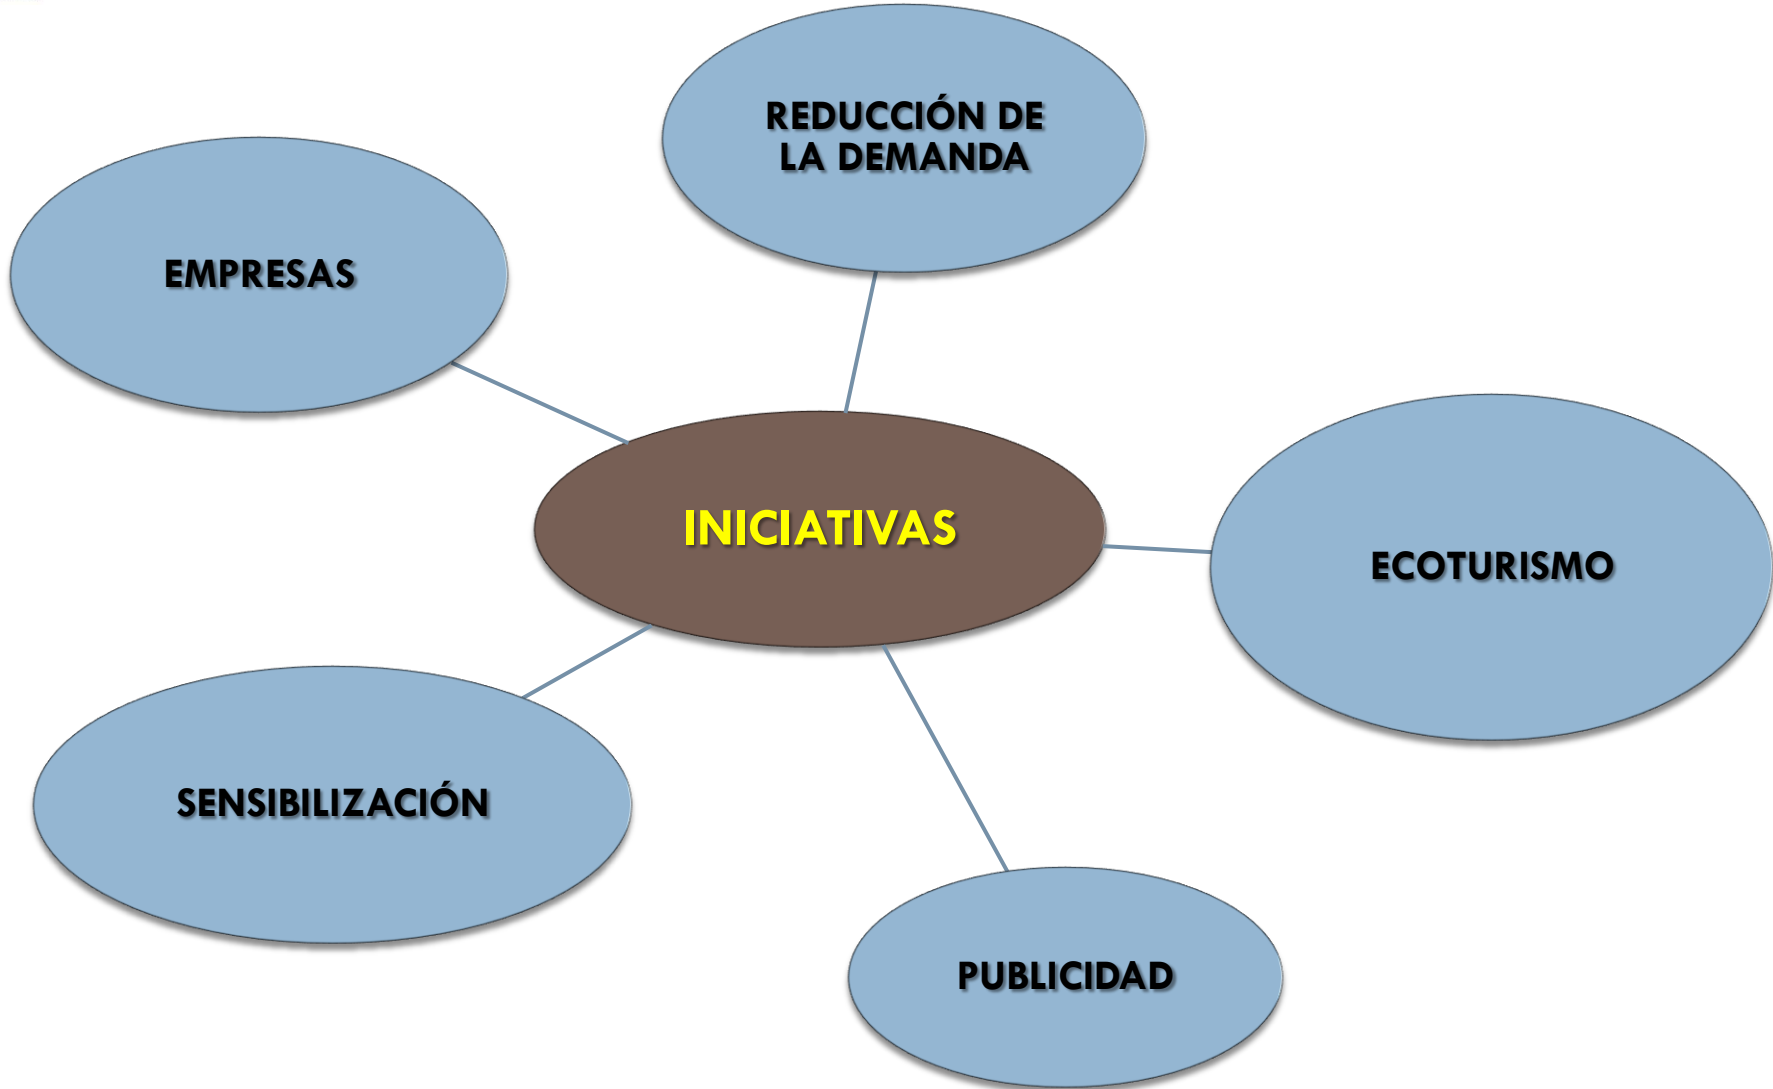 REDUCCIÓN DE
LA DEMANDA
EMPRESAS
INICIATIVAS
ECOTURISMO
SENSIBILIZACIÓN
PUBLICIDAD